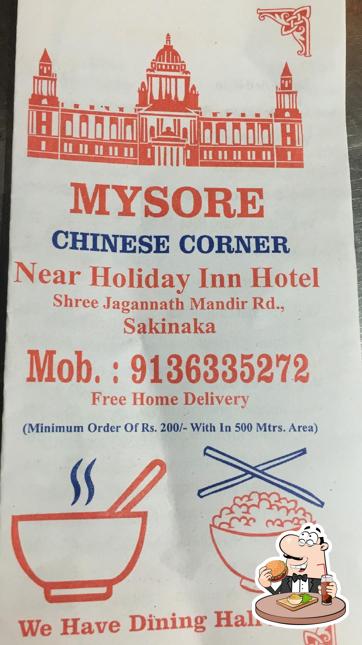 MYSORE
CHINESE CORNER
Near Holiday Inn Hotel
Shree Jagannath Mandir Rd.,
Sakinaka
Mob. : 9136335272
Free Home Delivery
(Minimum Order Of Rs. 200/- With In 500 Mtrs. Area)
We Have Dining Hall